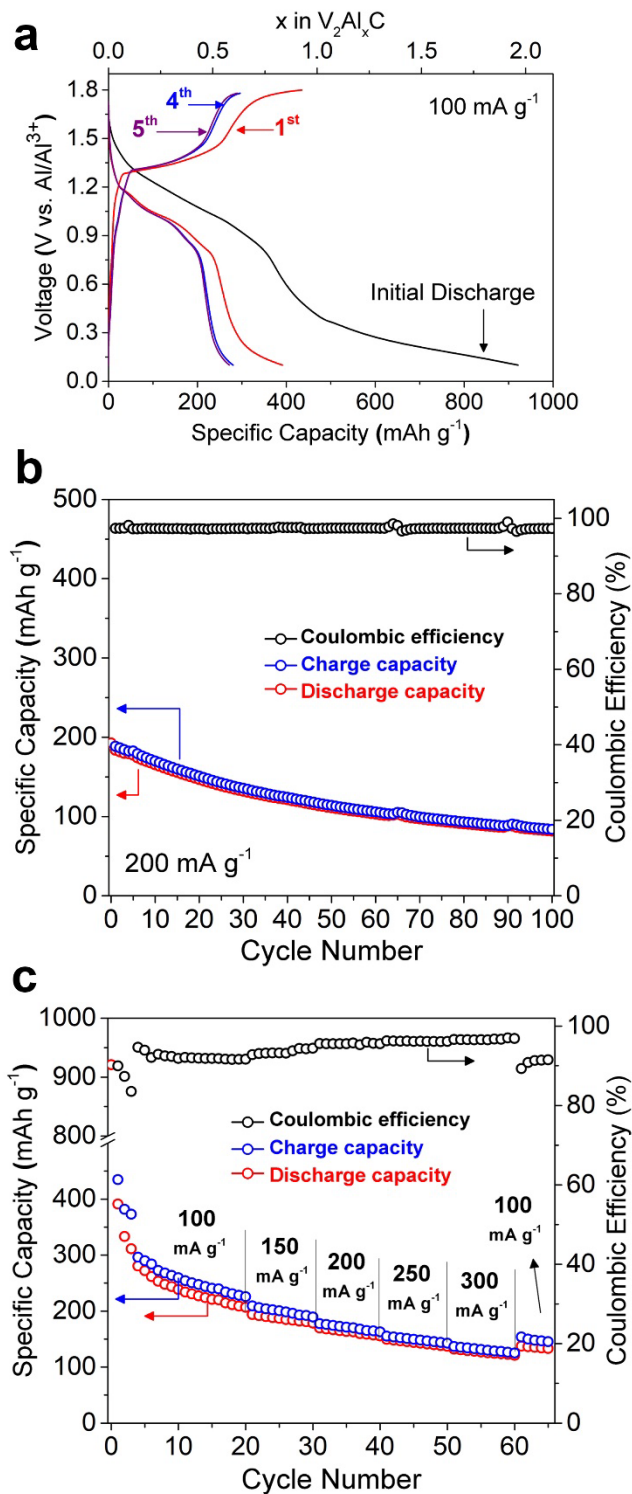 a
x in V₂AlₓC
0.0 0.5 1.0 1.5 2.0
1.8
1.5
1.2
0.9
0.6
0.3
0.0
Voltage (V vs. Al/Al³⁺)
100 mA g⁻¹
4ᵗʰ
5ᵗʰ
1ˢᵗ
Initial Discharge
0 200 400 600 800 1000
Specific Capacity (mAh g⁻¹)
b
500
400
300
200
100
0
Specific Capacity (mAh g⁻¹)
100
80
60
40
20
0
Coulombic Efficiency (%)
Coulombic efficiency
Charge capacity
Discharge capacity
200 mA g⁻¹
0 10 20 30 40 50 60 70 80 90 100
Cycle Number
c
1000
900
800
400
300
200
100
0
Specific Capacity (mAh g⁻¹)
100
80
60
40
20
0
Coulombic Efficiency (%)
Coulombic efficiency
Charge capacity
Discharge capacity
100
mA g⁻¹
150
mA g⁻¹
200
mA g⁻¹
250
mA g⁻¹
300
mA g⁻¹
100
mA g⁻¹
0 10 20 30 40 50 60
Cycle Number